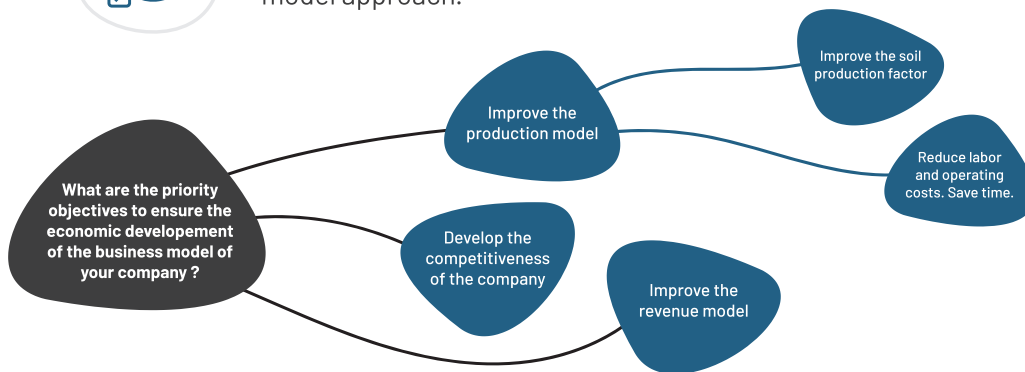 model approach.
What are the priority
objectives to ensure the
economic developement
of the business model of
your company ?
Improve the
production model
Improve the soil
production factor
Reduce labor
and operating
costs. Save time.
Develop the
competitiveness
of the company
Improve the
revenue model